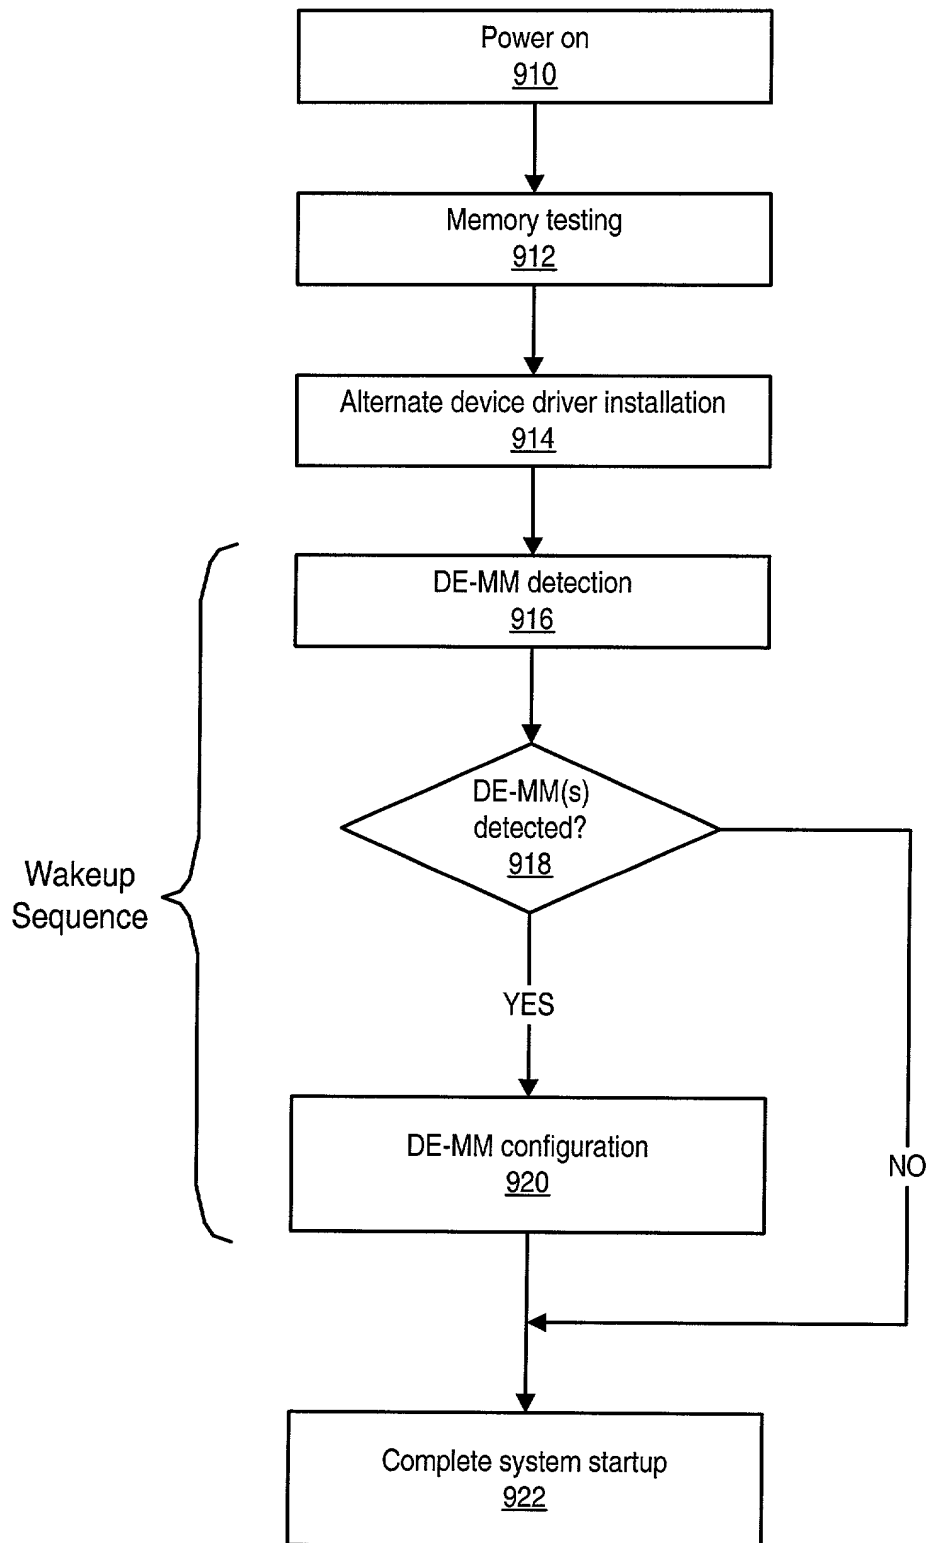 Power on
910
Memory testing
912
Alternate device driver installation
914
DE-MM detection
916
DE-MM(s)
detected?
918
Wakeup
Sequence
YES
DE-MM configuration
920
NO
Complete system startup
922